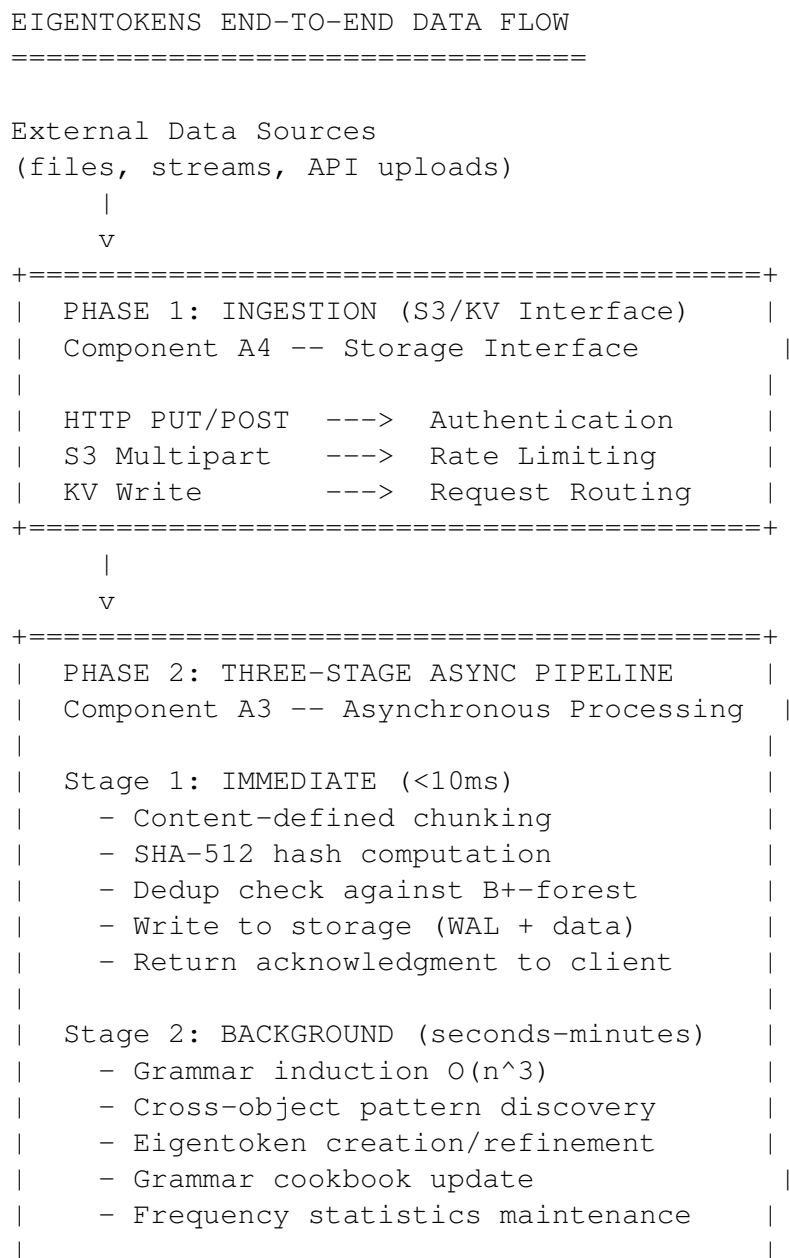 EIGENTOKENS END-TO-END DATA FLOW
=================================

External Data Sources
(files, streams, API uploads)
     |
     v
+==========================================+
|  PHASE 1: INGESTION (S3/KV Interface)    |
|  Component A4 -- Storage Interface        |
|                                          |
|  HTTP PUT/POST  --->  Authentication     |
|  S3 Multipart   --->  Rate Limiting      |
|  KV Write       --->  Request Routing    |
+==========================================+
     |
     v
+==========================================+
|  PHASE 2: THREE-STAGE ASYNC PIPELINE     |
|  Component A3 -- Asynchronous Processing  |
|                                          |
|  Stage 1: IMMEDIATE (<10ms)              |
|    - Content-defined chunking            |
|    - SHA-512 hash computation            |
|    - Dedup check against B+-forest       |
|    - Write to storage (WAL + data)       |
|    - Return acknowledgment to client     |
|                                          |
|  Stage 2: BACKGROUND (seconds-minutes)   |
|    - Grammar induction O(n^3)            |
|    - Cross-object pattern discovery      |
|    - Eigentoken creation/refinement      |
|    - Grammar cookbook update              |
|    - Frequency statistics maintenance    |
|                                          |